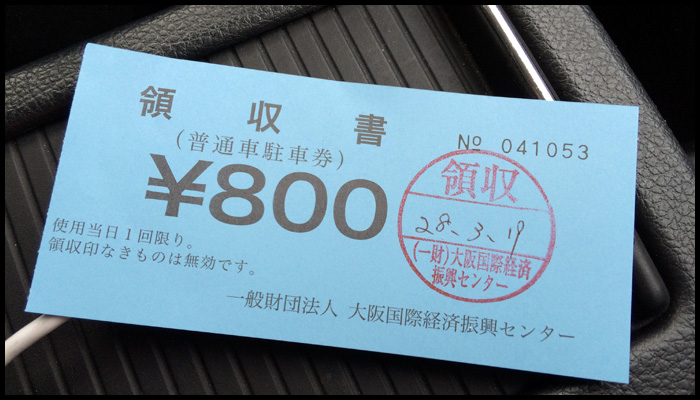 領収書
(普通車駐車券)
№ 041053
¥800
領収
28.3.19
(一財)大阪国際経済
振興センター
使用当日1回限り。
領収印なきものは無効です。
一般財団法人 大阪国際経済振興センター